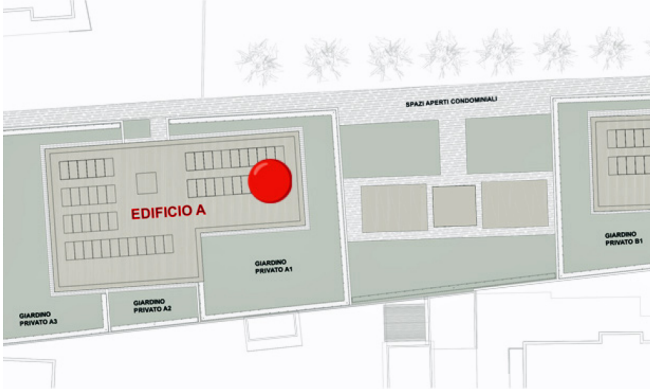 SPAZI APERTI CONDOMINIALI
EDIFICIO A
GIARDINO
PRIVATO B1
GIARDINO
PRIVATO A1
GIARDINO
PRIVATO A2
GIARDINO
PRIVATO A3